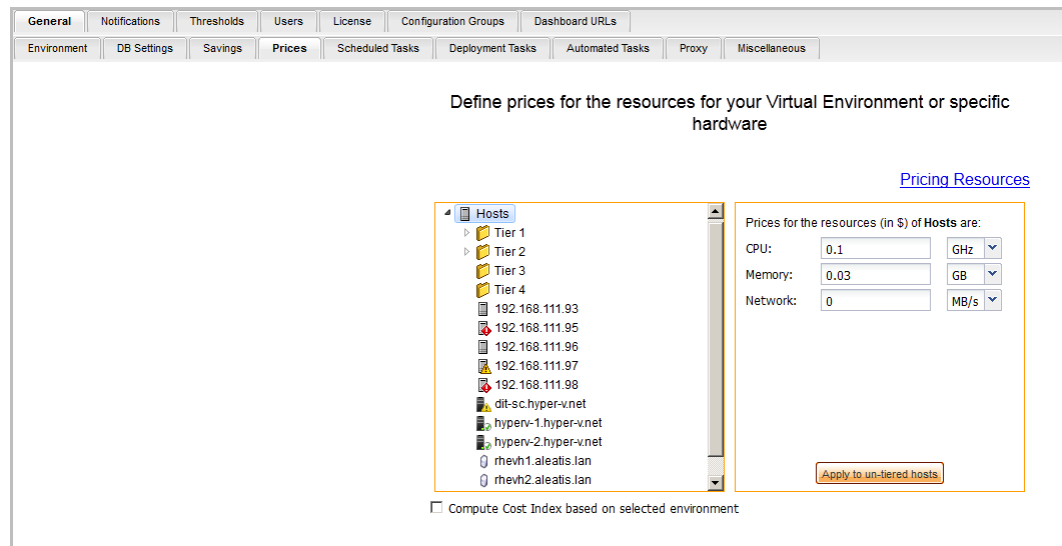 General Notifications Thresholds Users License Configuration Groups Dashboard URLs
Environment DB Settings Savings Prices Scheduled Tasks Deployment Tasks Automated Tasks Proxy Miscellaneous
Define prices for the resources for your Virtual Environment or specific
hardware
Pricing Resources
Hosts
Tier 1
Tier 2
Tier 3
Tier 4
192.168.111.93
192.168.111.95
192.168.111.96
192.168.111.97
192.168.111.98
dit-sc.hyper-v.net
hyperv-1.hyper-v.net
hyperv-2.hyper-v.net
rhevh1.aleatis.lan
rhevh2.aleatis.lan
Prices for the resources (in $) of Hosts are:
CPU: 0.1 GHz
Memory: 0.03 GB
Network: 0 MB/s
Apply to un-tiered hosts
Compute Cost Index based on selected environment